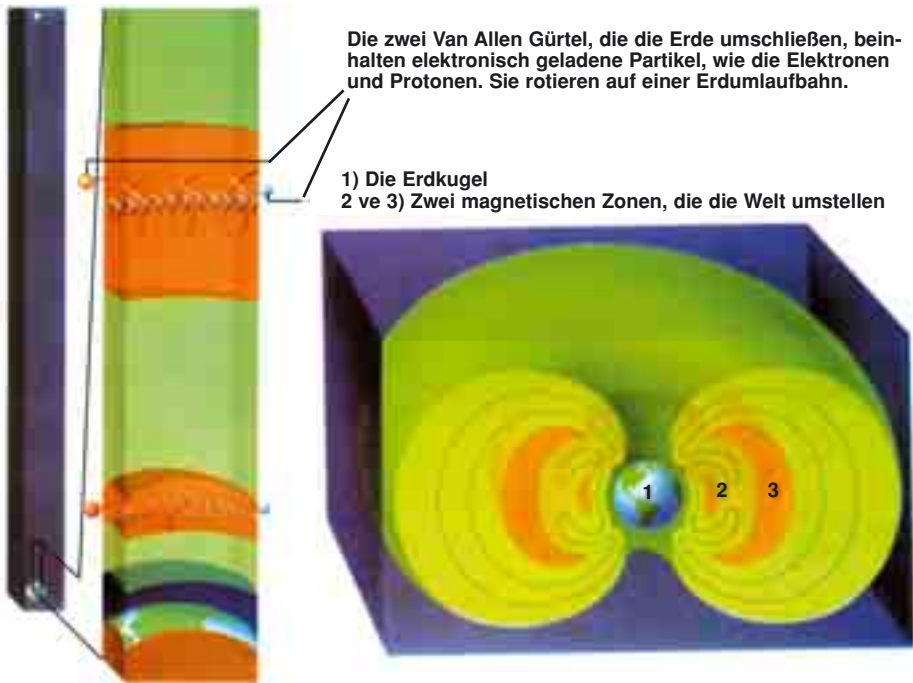 Die zwei Van Allen Gürtel, die die Erde umschließen, bein-
halten elektronisch geladene Partikel, wie die Elektronen
und Protonen. Sie rotieren auf einer Erdumlaufbahn.
1) Die Erdkugel
2 ve 3) Zwei magnetischen Zonen, die die Welt umstellen
1 2 3